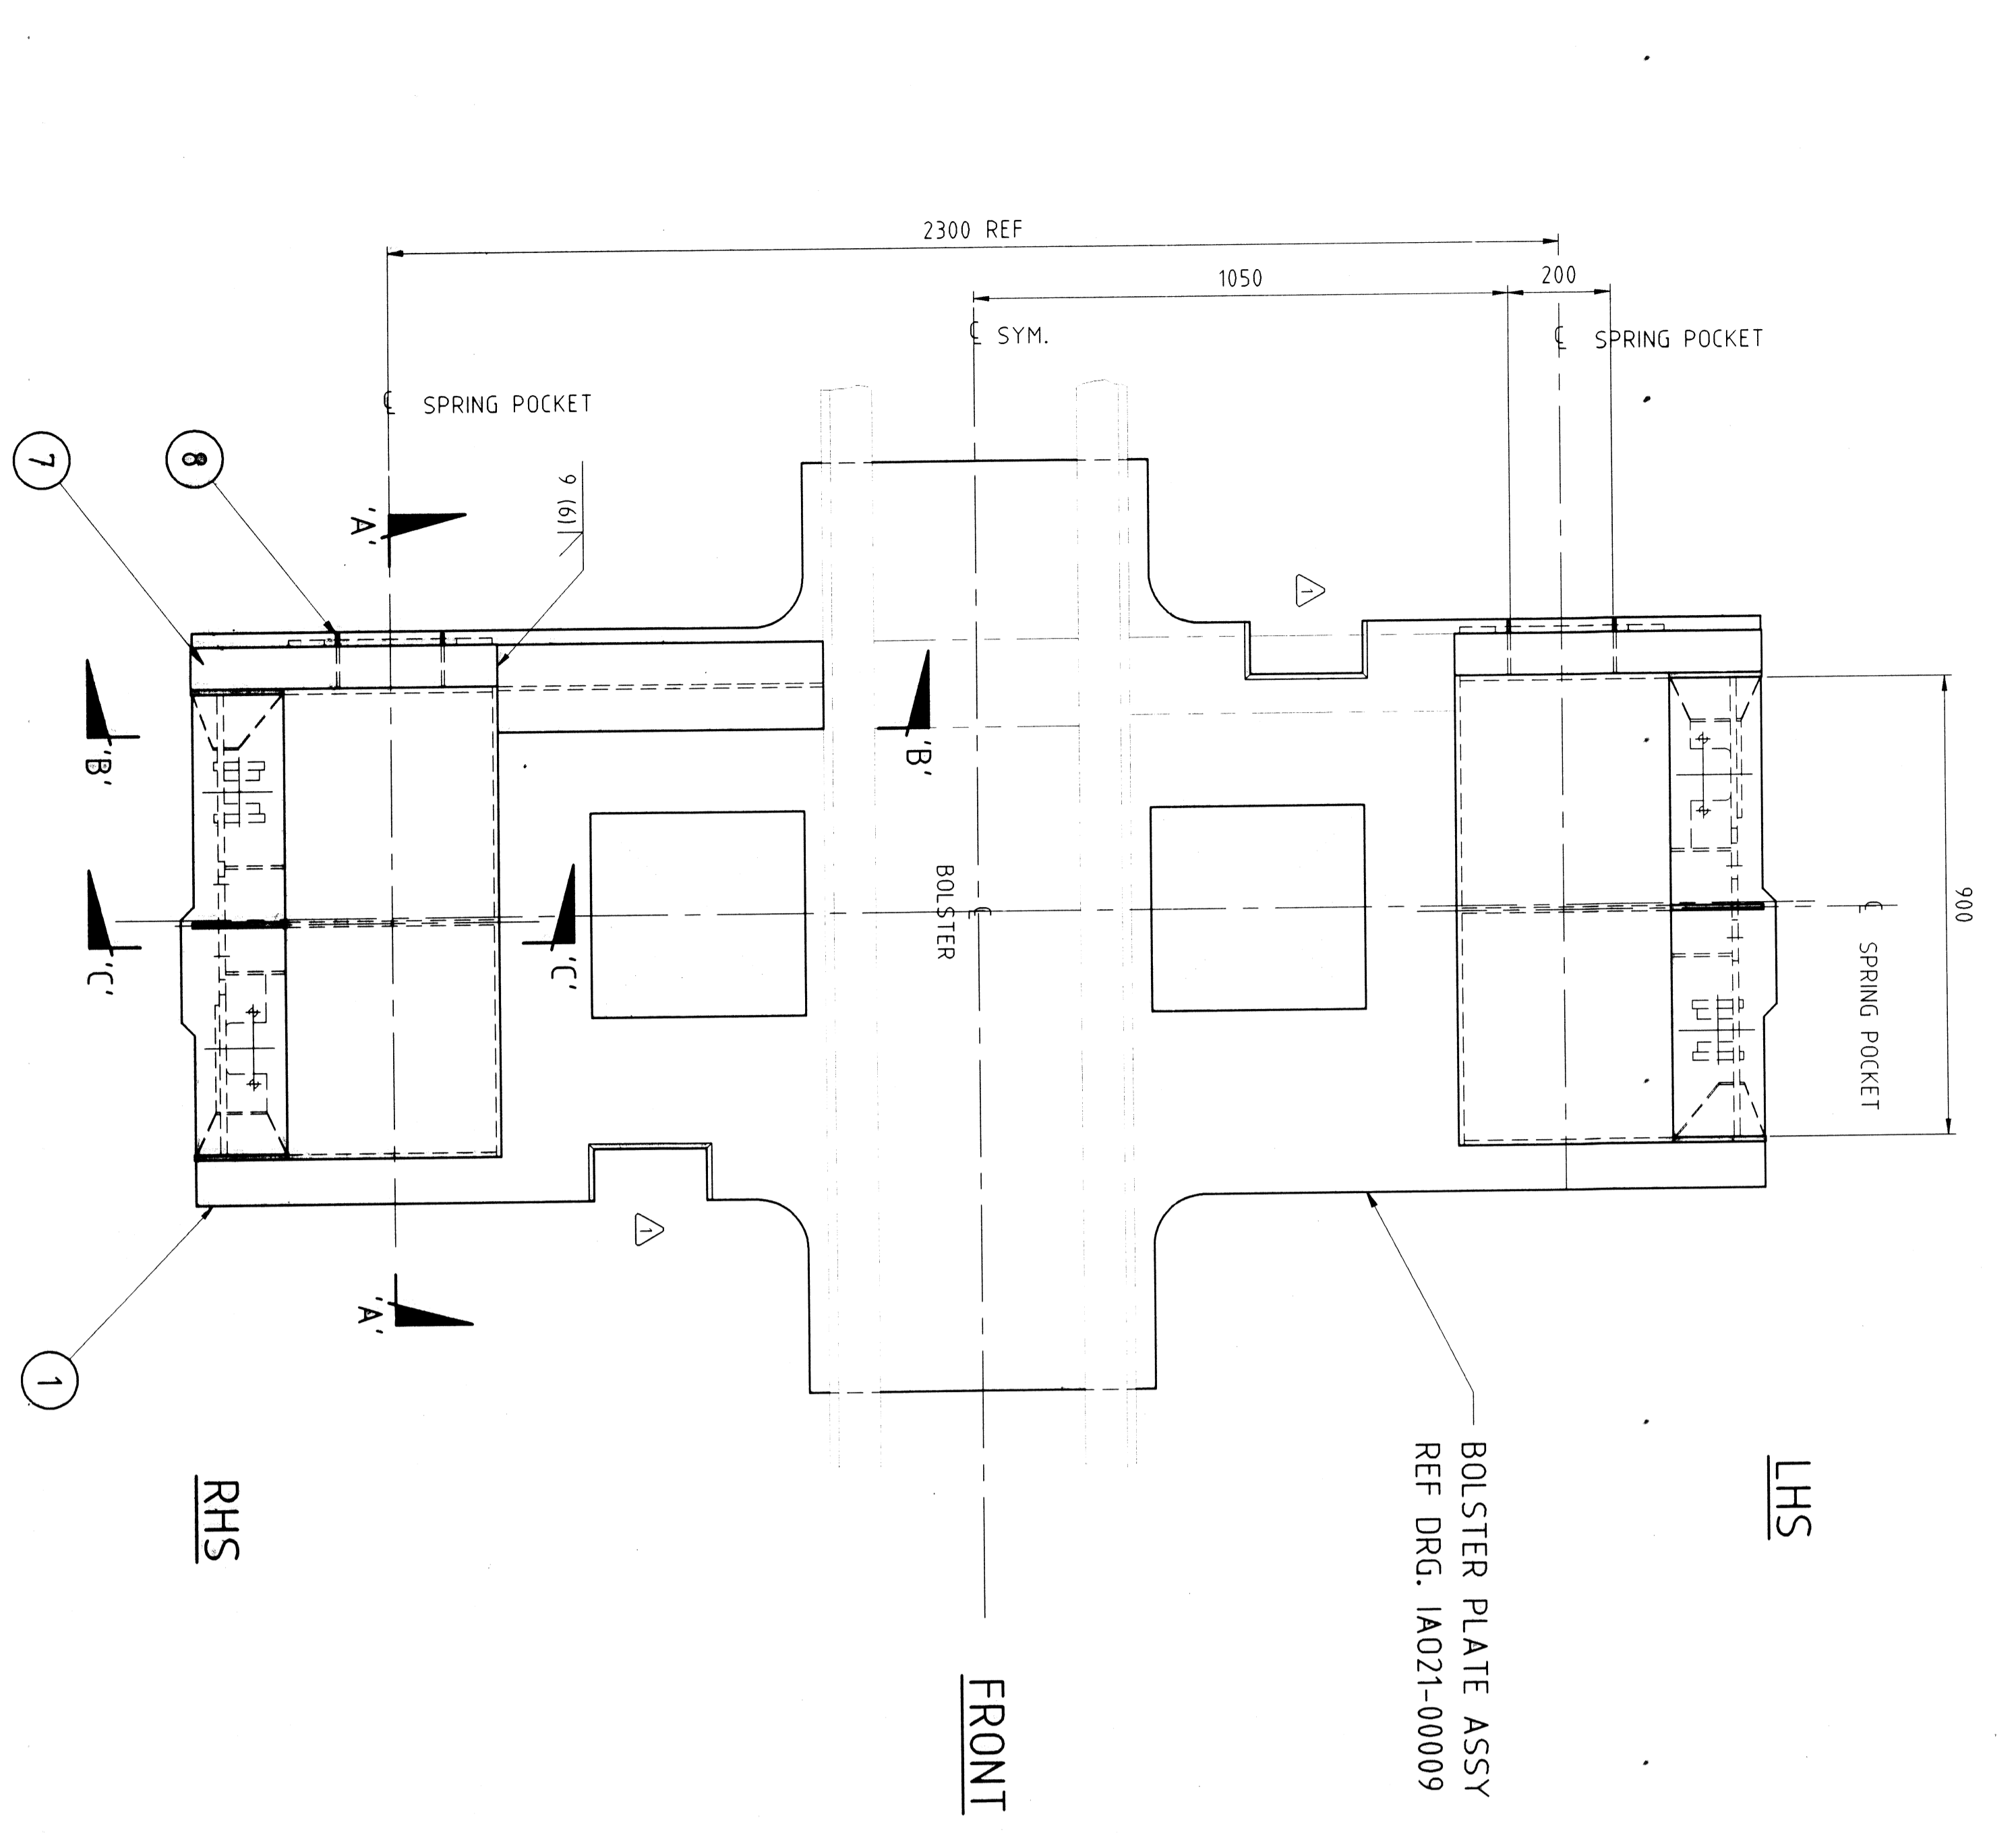 2300 REF
1050
200
℄ SYM.
℄ SPRING POCKET
℄ SPRING POCKET
7
8
'A'
9 (6)
1
'B'
'B'
900
℄
BOLSTER
℄ SPRING POCKET
'C'
'C'
1
'A'
1
BOLSTER PLATE ASSY
REF DRG. IA021-00009
RHS
LHS
FRONT